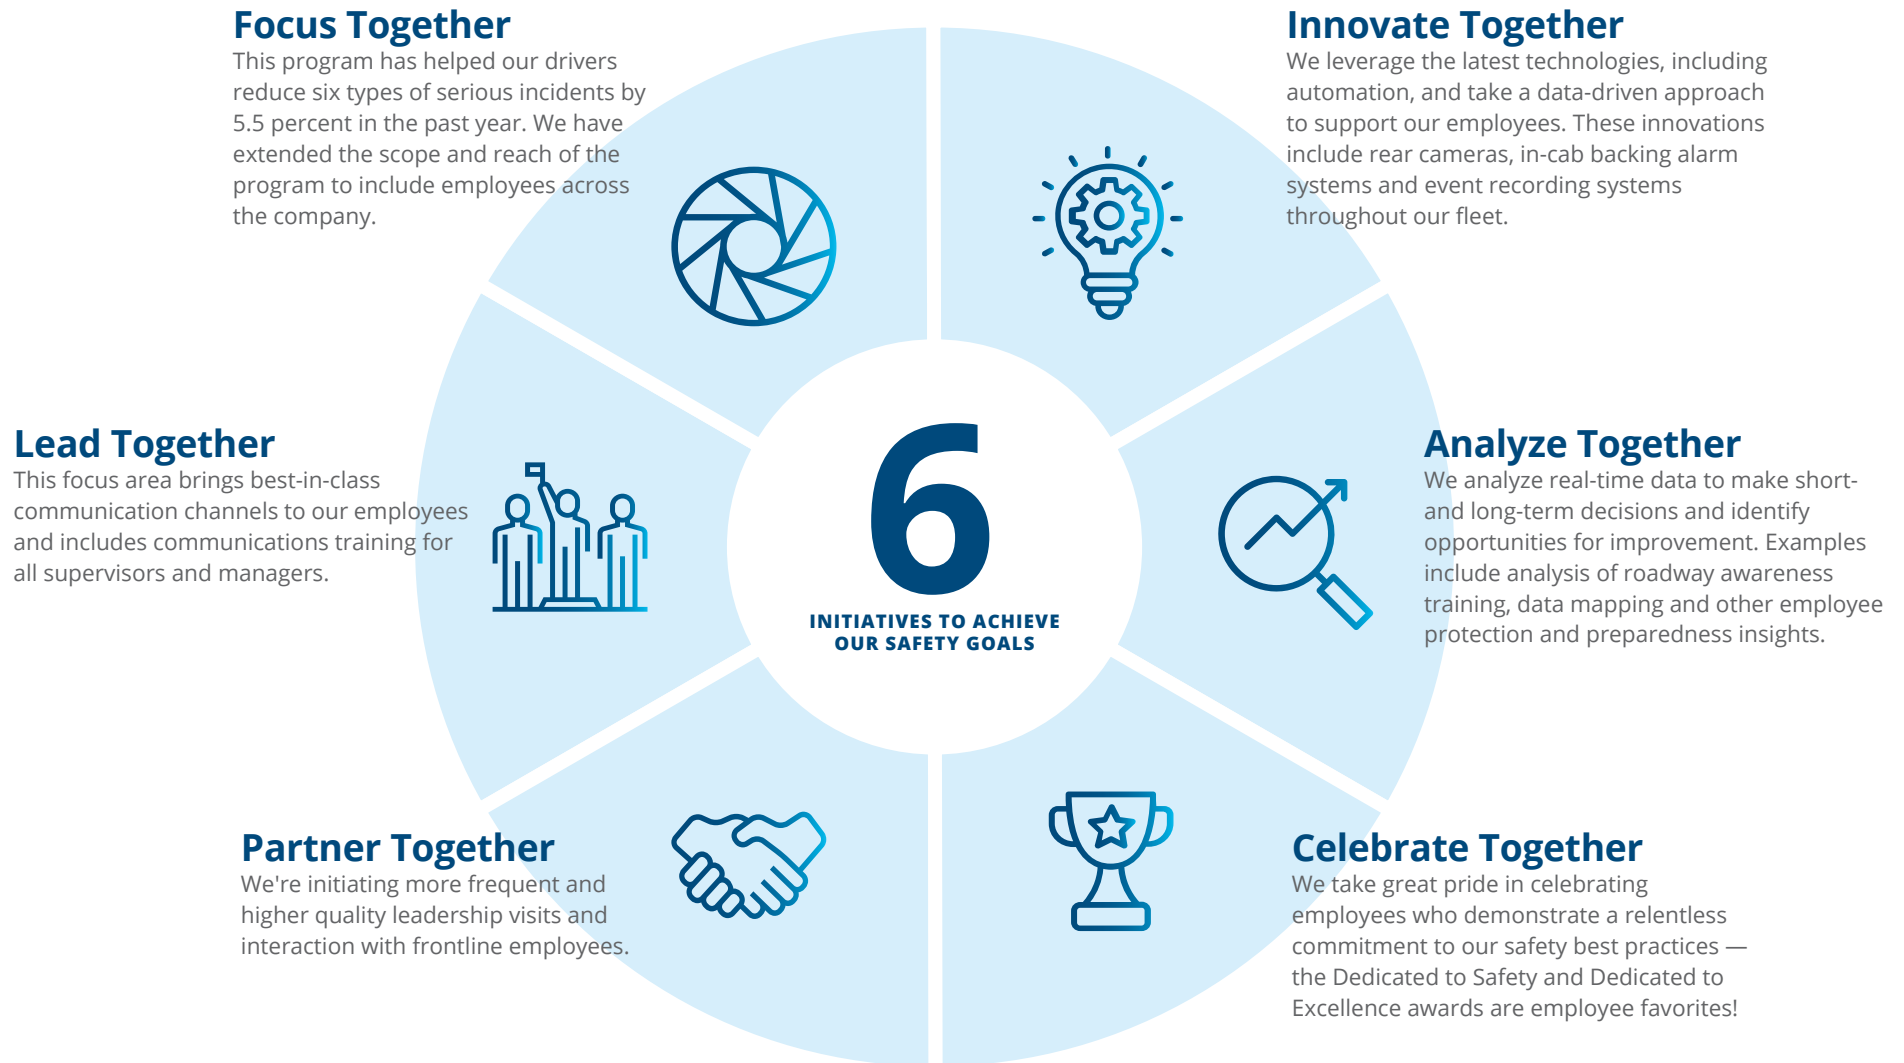 Focus Together
This program has helped our drivers
reduce six types of serious incidents by
5.5 percent in the past year. We have
extended the scope and reach of the
program to include employees across
the company.
Innovate Together
We leverage the latest technologies, including
automation, and take a data-driven approach
to support our employees. These innovations
include rear cameras, in-cab backing alarm
systems and event recording systems
throughout our fleet.
Lead Together
This focus area brings best-in-class
communication channels to our employees
and includes communications training for
all supervisors and managers.
6
INITIATIVES TO ACHIEVE
OUR SAFETY GOALS
Analyze Together
We analyze real-time data to make short-
and long-term decisions and identify
opportunities for improvement. Examples
include analysis of roadway awareness
training, data mapping and other employee
protection and preparedness insights.
Partner Together
We're initiating more frequent and
higher quality leadership visits and
interaction with frontline employees.
Celebrate Together
We take great pride in celebrating
employees who demonstrate a relentless
commitment to our safety best practices —
the Dedicated to Safety and Dedicated to
Excellence awards are employee favorites!